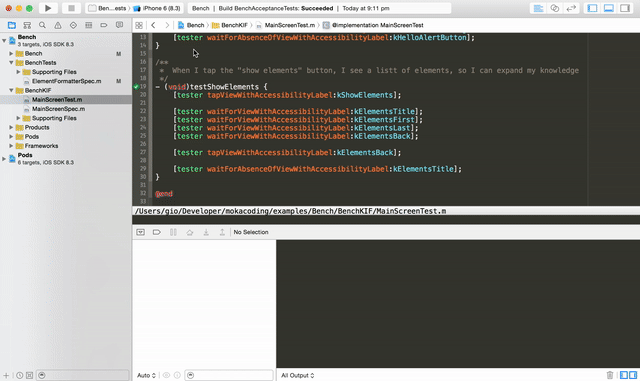 Ben...ests
iPhone 6 (8.3)
Bench | Build BenchAcceptanceTests: Succeeded | Today at 9:11 pm
Bench
BenchKIF
MainScreenTest.m
@implementation MainScreenTest
Bench
3 targets, iOS SDK 8.3
Bench M
BenchTests
Supporting Files
ElementFormatterSpec.m M
BenchKIF
MainScreenTest.m
MainScreenSpec.m
Supporting Files
Products
Pods
Frameworks
Pods
3 targets, iOS SDK 8.3
13 [tester waitForAbsenceOfViewWithAccessibilityLabel:kHelloAlertButton];
14 }
15
16 /**
17 * When I tap the "show elements" button, I see a listt of elements, so I can expand my knowledge
18 */
- (void)testShowElements {
20 [tester tapViewWithAccessibilityLabel:kShowElements];
21
22 [tester waitForViewWithAccessibilityLabel:kElementsTitle];
23 [tester waitForViewWithAccessibilityLabel:kElementsFirst];
24 [tester waitForViewWithAccessibilityLabel:kElementsLast];
25 [tester waitForViewWithAccessibilityLabel:kElementsBack];
26
27 [tester tapViewWithAccessibilityLabel:kElementsBack];
28
29 [tester waitForAbsenceOfViewWithAccessibilityLabel:kElementsTitle];
30 }
31
32 @end
33
/Users/gio/Developer/mokacoding/examples/Bench/BenchKIF/MainScreenTest.m
No Selection
Auto
All Output